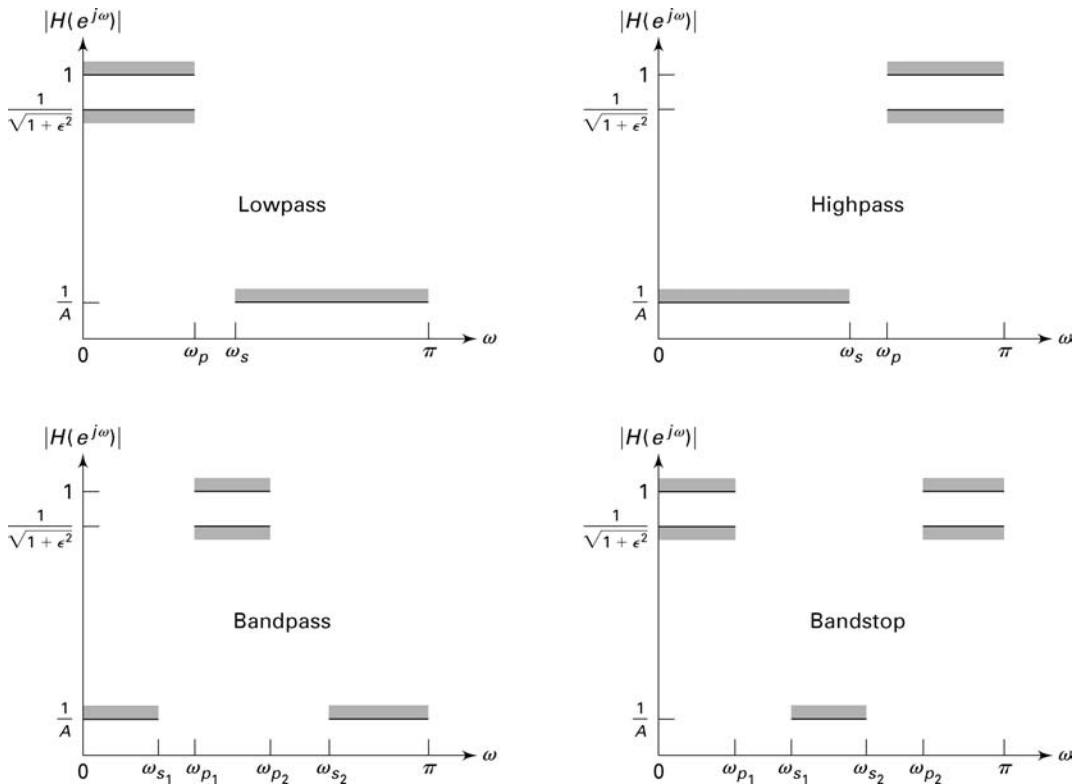 |H(e^{jω})|
1
1/√(1 + ϵ²)
Lowpass
1/A
0 ω_p ω_s π ω
|H(e^{jω})|
1
1/√(1 + ϵ²)
Highpass
1/A
0 ω_s ω_p π ω
|H(e^{jω})|
1
1/√(1 + ϵ²)
Bandpass
1/A
0 ω_{s_1} ω_{p_1} ω_{p_2} ω_{s_2} π ω
|H(e^{jω})|
1
1/√(1 + ϵ²)
Bandstop
1/A
0 ω_{p_1} ω_{s_1} ω_{s_2} ω_{p_2} π ω